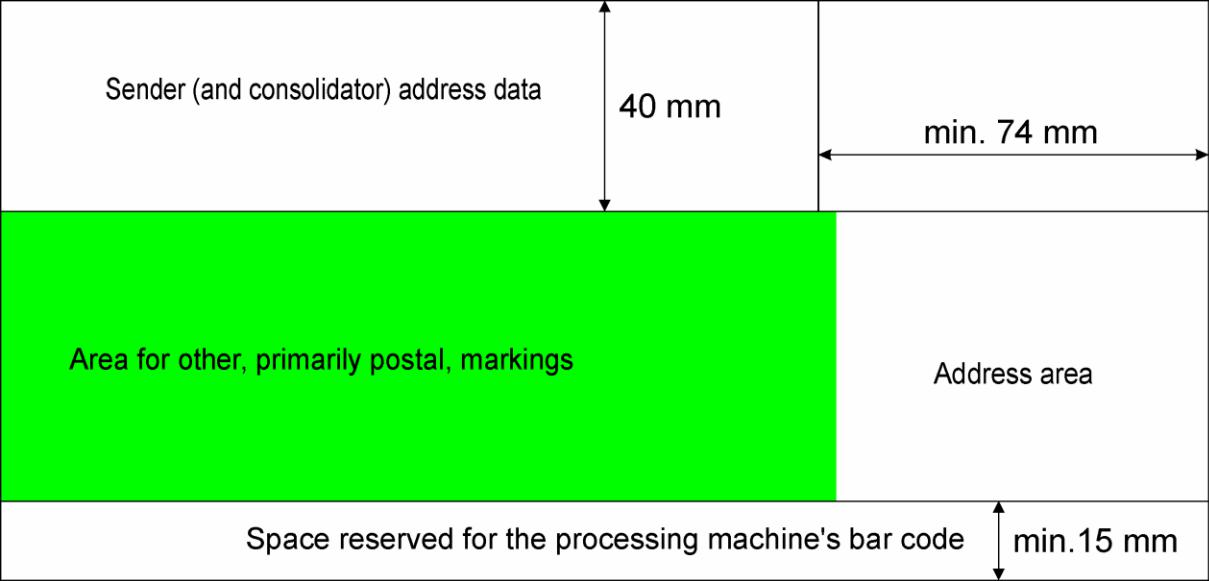 Sender (and consolidator) address data
40 mm
min. 74 mm
Area for other, primarily postal, markings
Address area
Space reserved for the processing machine's bar code
min.15 mm